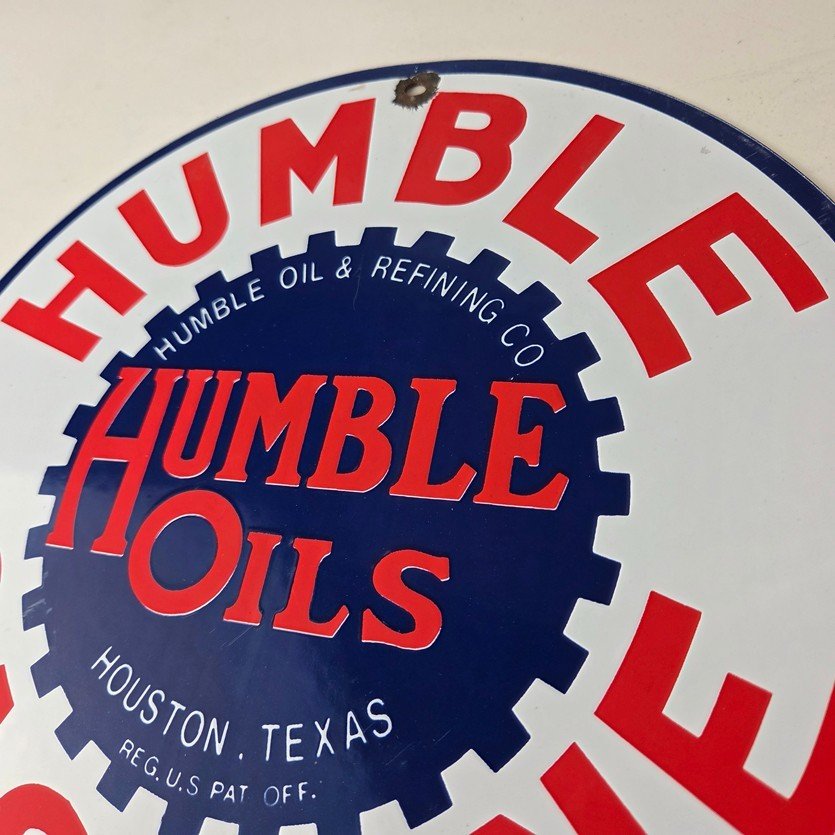 HUMBLE
HUMBLE OIL & REFINING CO
HUMBLE
OILS
HOUSTON. TEXAS
REG. U.S PAT OFF.